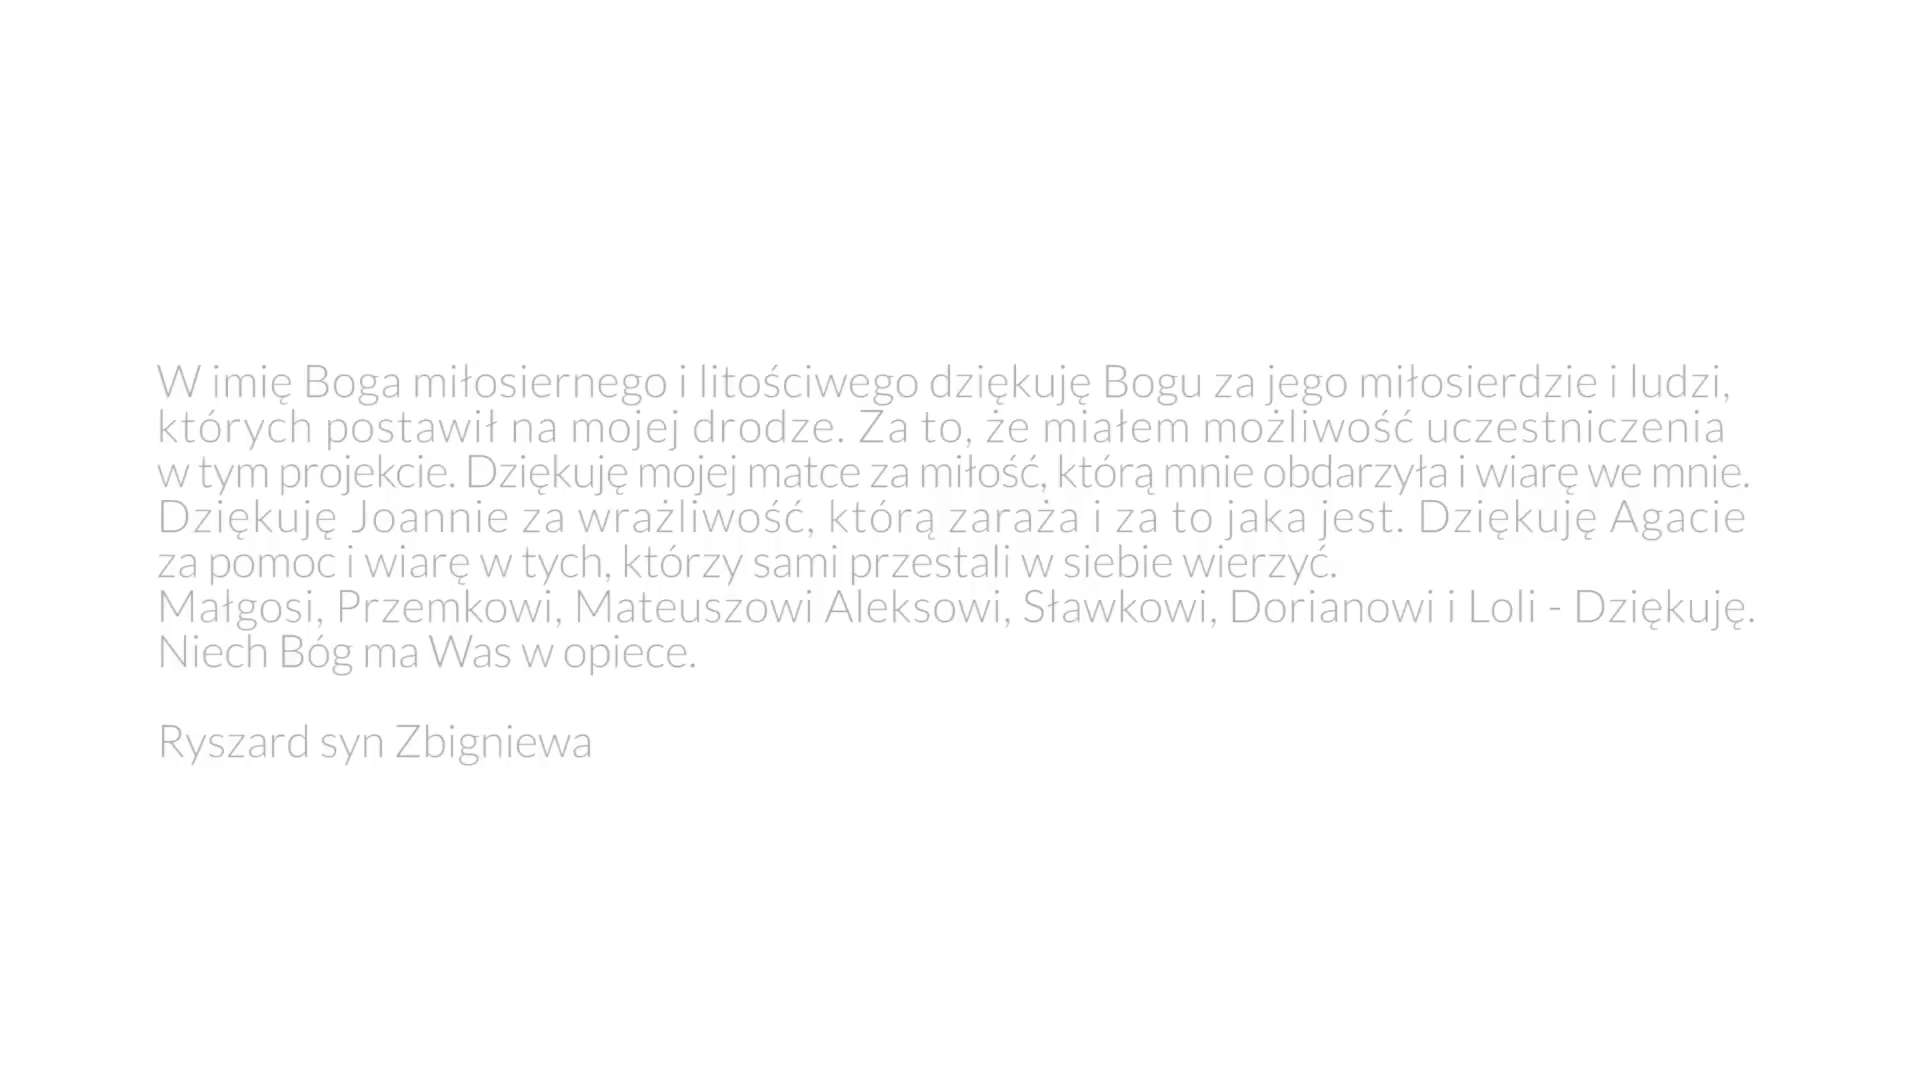 W imię Boga miłosiernego i litościwego dziękuję Bogu za jego miłosierdzie i ludzi,
których postawił na mojej drodze. Za to, że miałem możliwość uczestniczenia
w tym projekcie. Dziękuję mojej matce za miłość, którą mnie obdarzyła i wiarę we mnie.
Dziękuję Joannie za wrażliwość, którą zaraża i za to jaka jest. Dziękuję Agacie
za pomoc i wiarę w tych, którzy sami przestali w siebie wierzyć.
Małgosi, Przemkowi, Mateuszowi Aleksowi, Sławkowi, Dorianowi i Loli - Dziękuję.
Niech Bóg ma Was w opiece.
Ryszard syn Zbigniewa